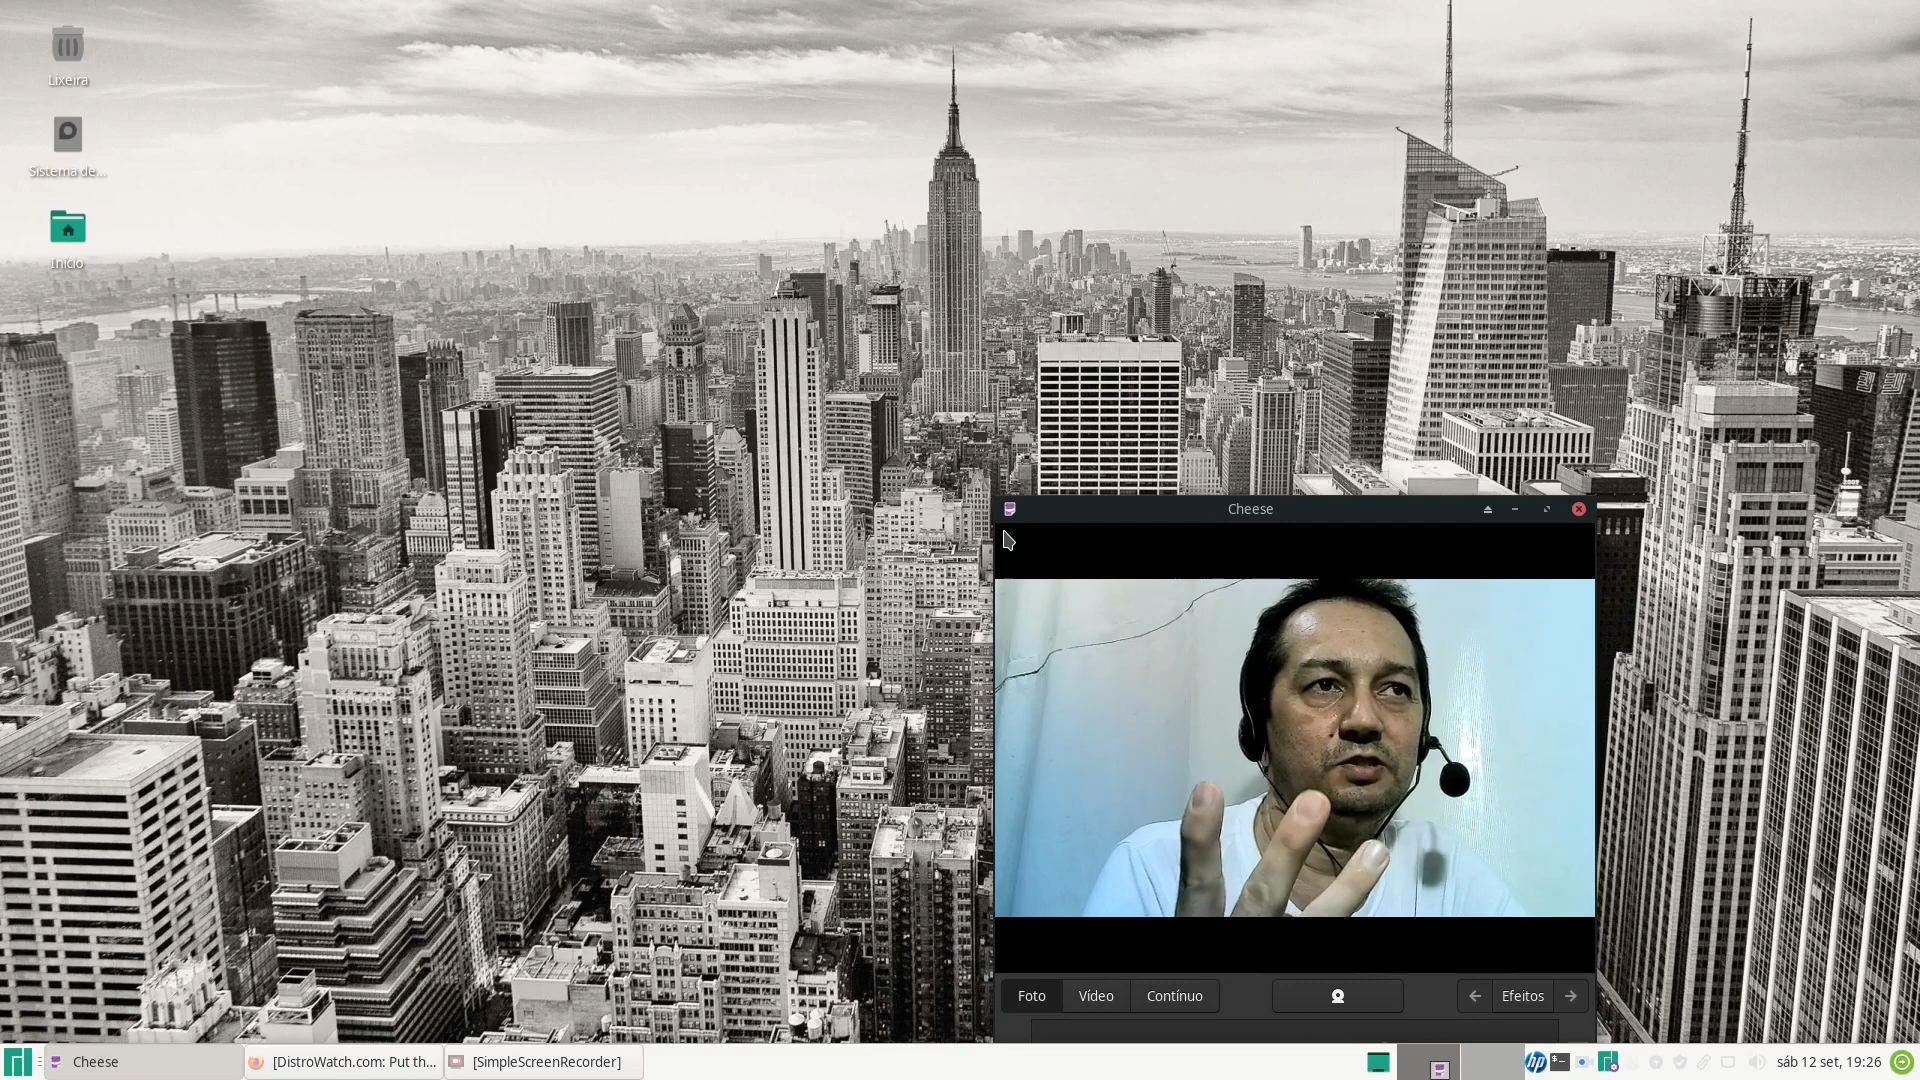 Lixeira
Sistema de...
Início
Cheese
Foto
Vídeo
Contínuo
Efeitos
Cheese
[DistroWatch.com: Put th...
[SimpleScreenRecorder]
hp
sáb 12 set, 19:26